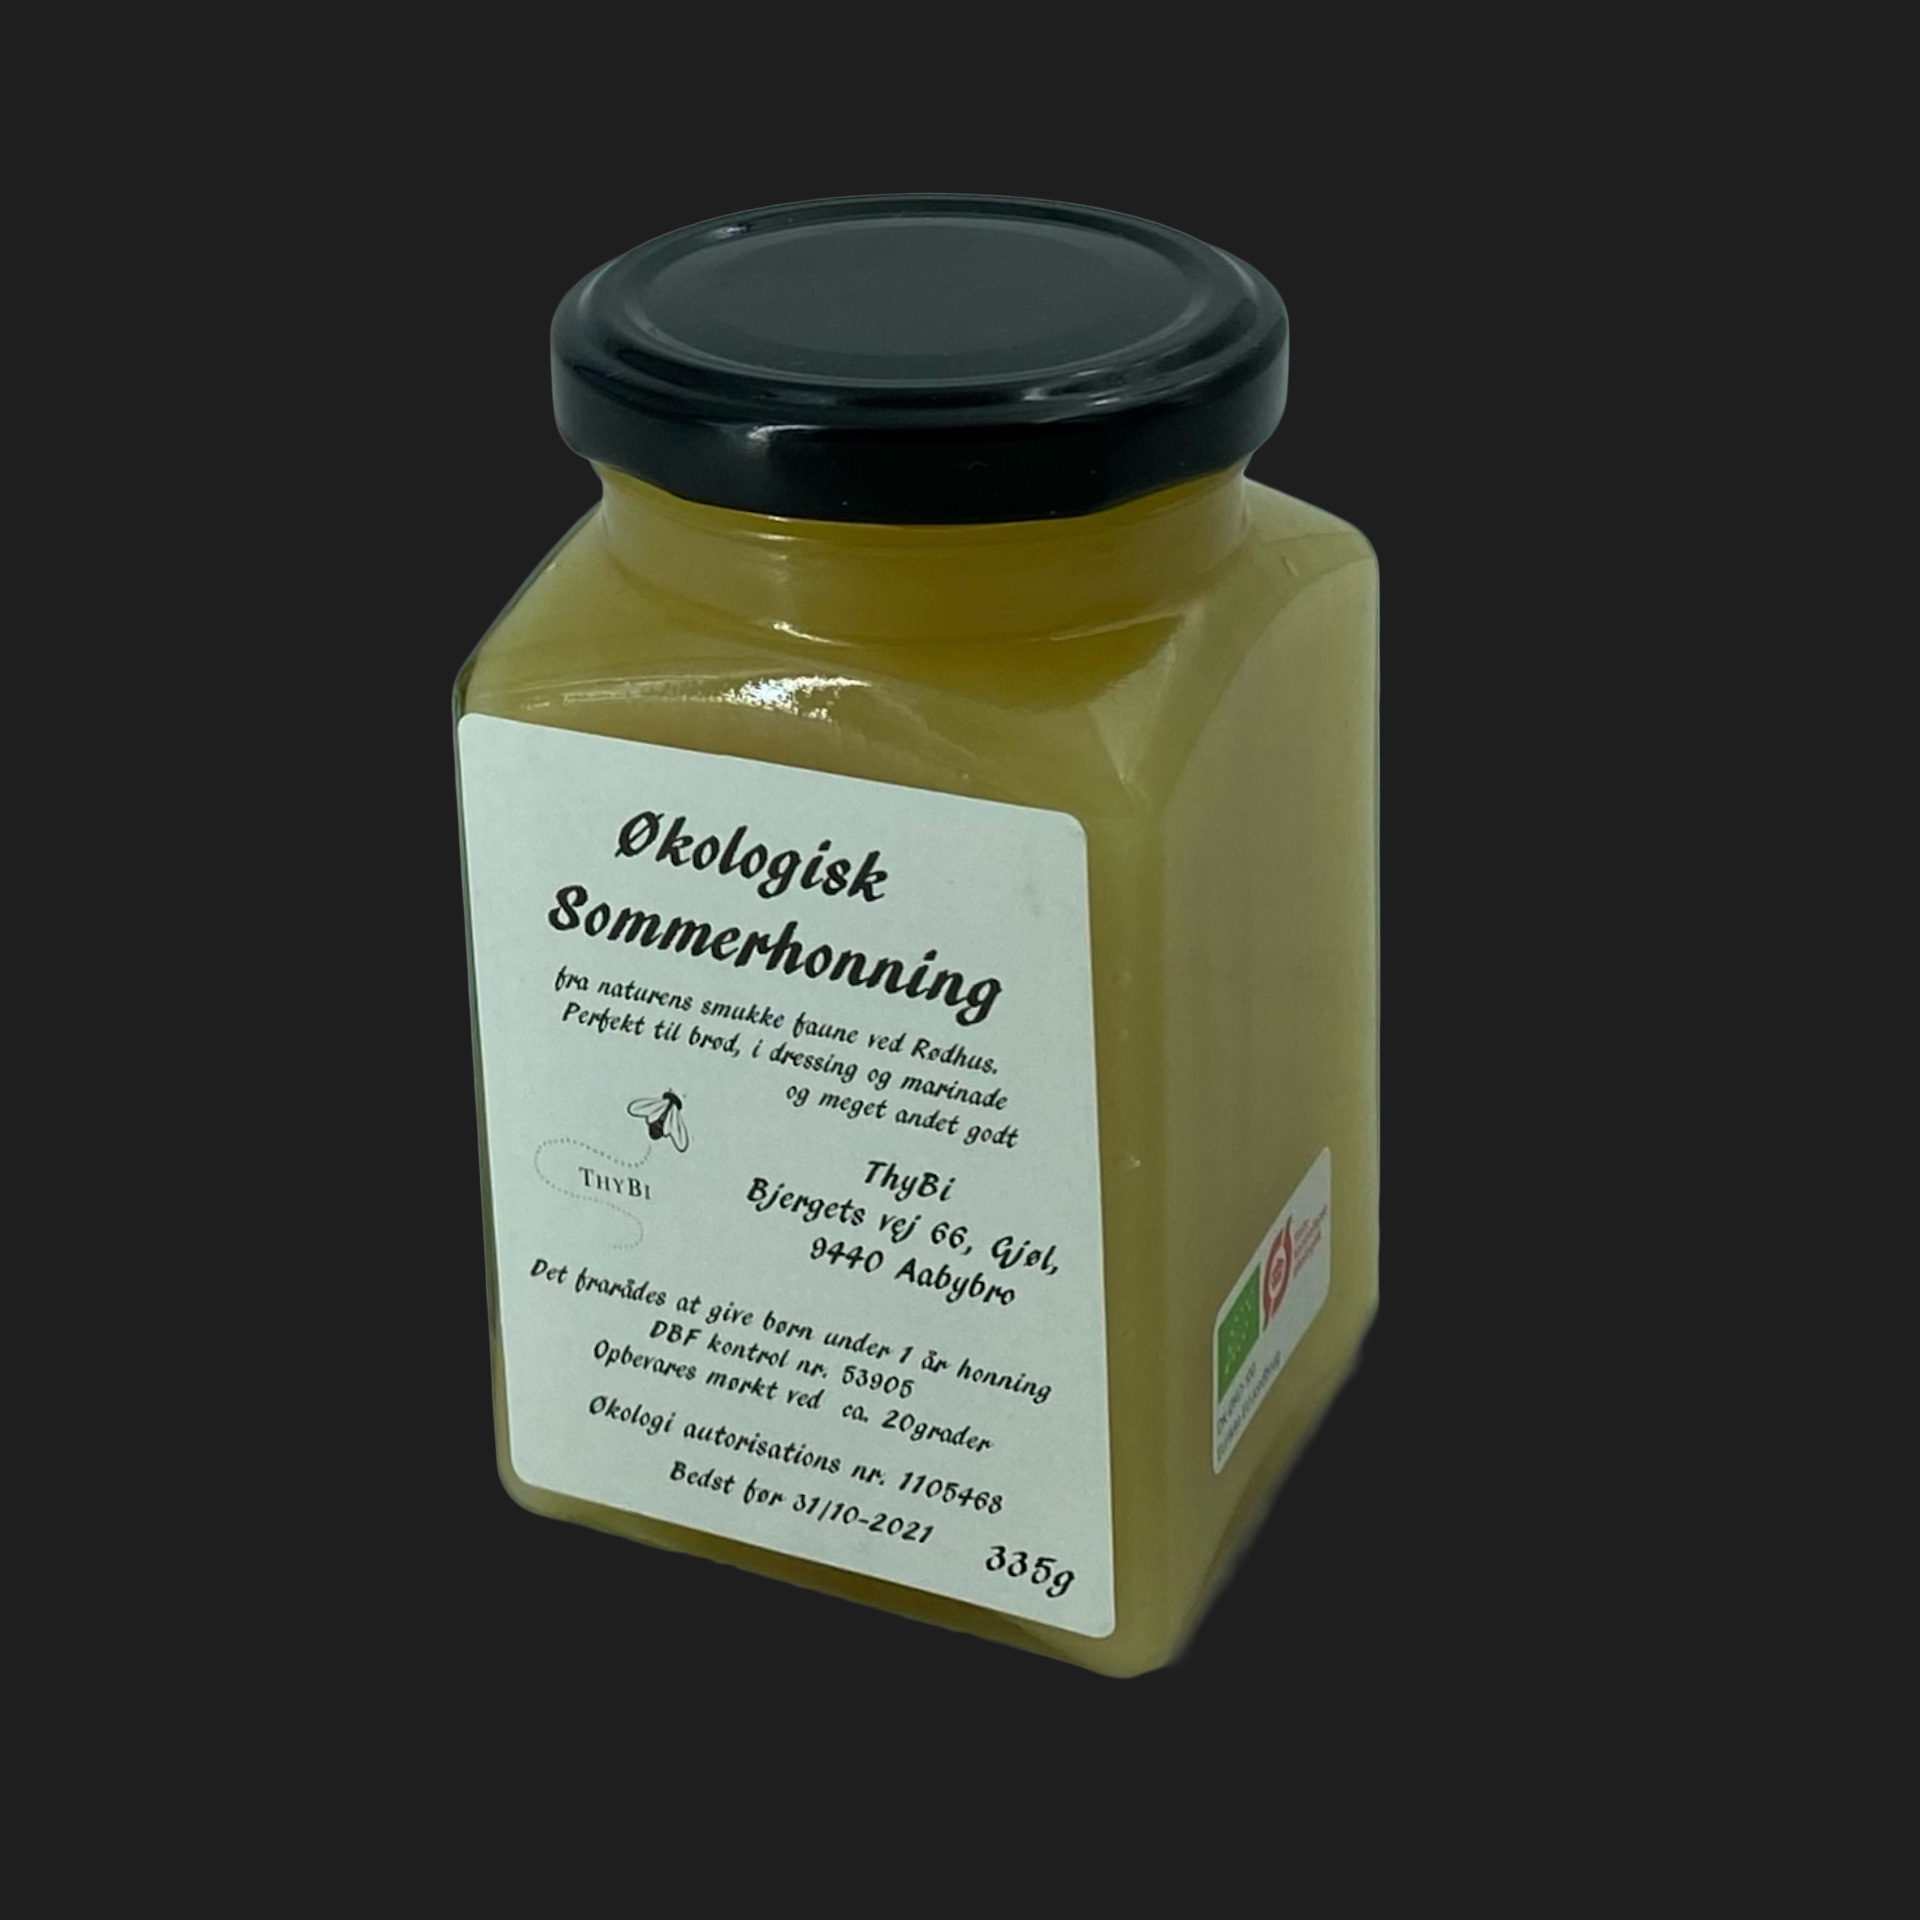 Økologisk
Sommerhonning
fra naturens smukke faune ved Rødhus.
Perfekt til brød, i dressing og marinade
og meget andet godt
THYBI
ThyBi
Bjergets vej 66, Gjøl,
9440 Aabybro
Det frarådes at give børn under 1 år honning
DBF kontrol nr. 53905
Opbevares mørkt ved ca. 20grader
Økologi autorisations nr. 1105468
Bedst før 31/10-2021
335g
Ø